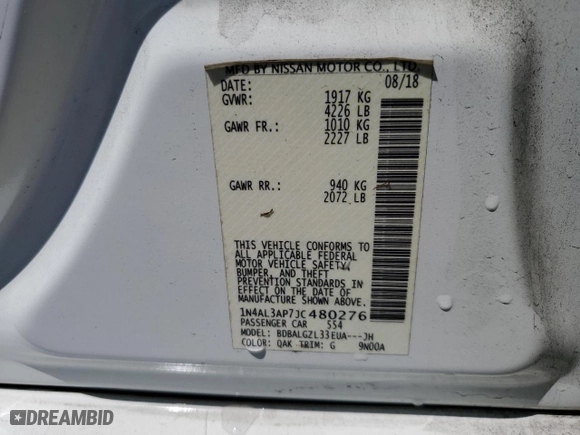 MFD BY NISSAN MOTOR CO., LTD.
DATE: 08/18
GVWR: 1917 KG
4226 LB
GAWR FR.: 1010 KG
2227 LB
GAWR RR.: 940 KG
2072 LB
THIS VEHICLE CONFORMS TO
ALL APPLICABLE FEDERAL
MOTOR VEHICLE SAFETY,
BUMPER, AND THEFT
PREVENTION STANDARDS IN
EFFECT ON THE DATE OF
MANUFACTURE SHOWN ABOVE.
1N4AL3AP7JC480276
PASSENGER CAR 554
MODEL: BDBALGZL33EUA---JH
COLOR: QAK TRIM: G 9N00A
DREAMBID